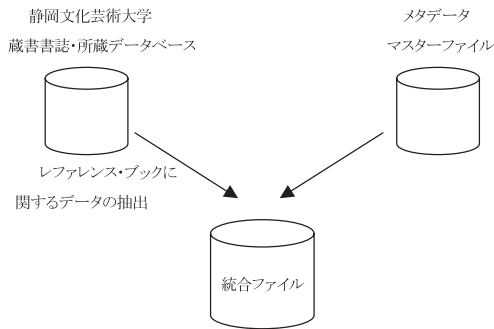 静岡文化芸術大学
蔵書書誌・所蔵データベース
メタデータ
マスターファイル
レファレンス・ブックに
関するデータの抽出
統合ファイル